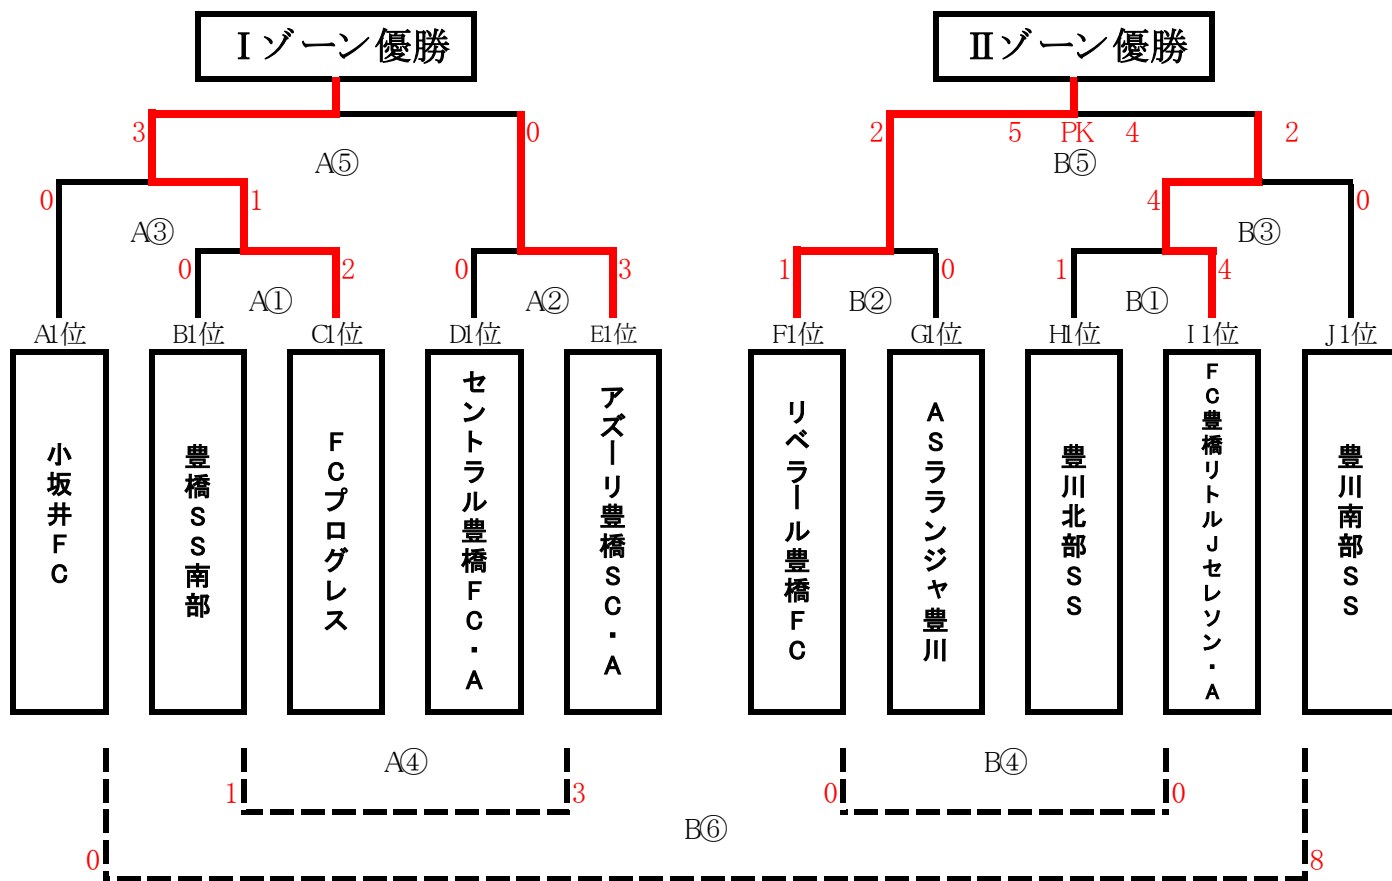 Ⅰゾーン優勝 Ⅱゾーン優勝
3 0 2 5 PK 4 2
A⑤ B⑤
0 1 4 0
A③ B③
0 2 0 3 1 0 1 4
A① A② B② B①
A1位 B1位 C1位 D1位 E1位 F1位 G1位 H1位 I1位 J1位
小坂井FC
豊橋SS南部
FCプログレス
セントラル豊橋FC・A
アズーリ豊橋SC・A
リベラール豊橋FC
ASラランジャ豊川
豊川北部SS
FC豊橋リトルJセレソン・A
豊川南部SS
A④ B④
1 3 0 0
B⑥
0 8